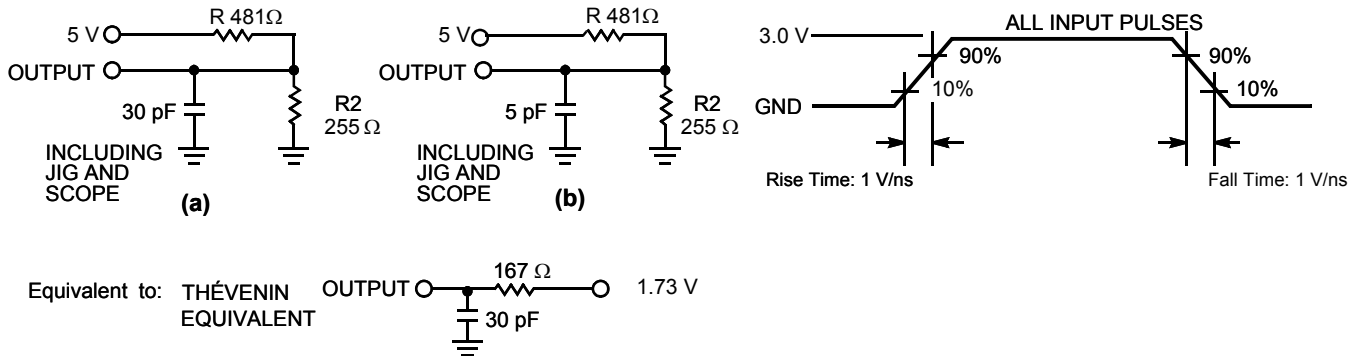 R 481Ω
5 V
OUTPUT
30 pF
R2
255 Ω
INCLUDING
JIG AND
SCOPE
(a)
R 481Ω
5 V
OUTPUT
5 pF
R2
255 Ω
INCLUDING
JIG AND
SCOPE
(b)
ALL INPUT PULSES
3.0 V
90%
10%
GND
90%
10%
Rise Time: 1 V/ns
Fall Time: 1 V/ns
Equivalent to: THÉVENIN
EQUIVALENT
OUTPUT
167 Ω
1.73 V
30 pF